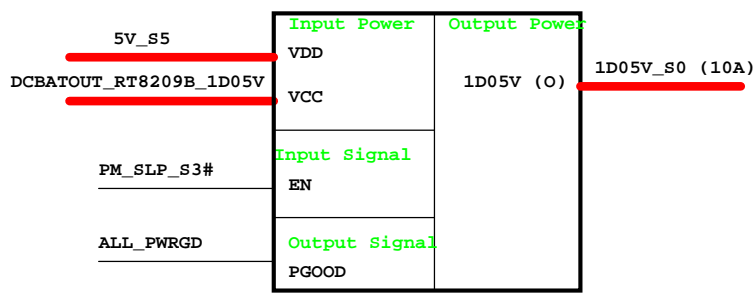 Input Power
Output Power
5V_S5
VDD
DCBATOUT_RT8209B_1D05V
VCC
1D05V (O)
1D05V_S0 (10A)
Input Signal
PM_SLP_S3#
EN
ALL_PWRGD
Output Signal
PGOOD